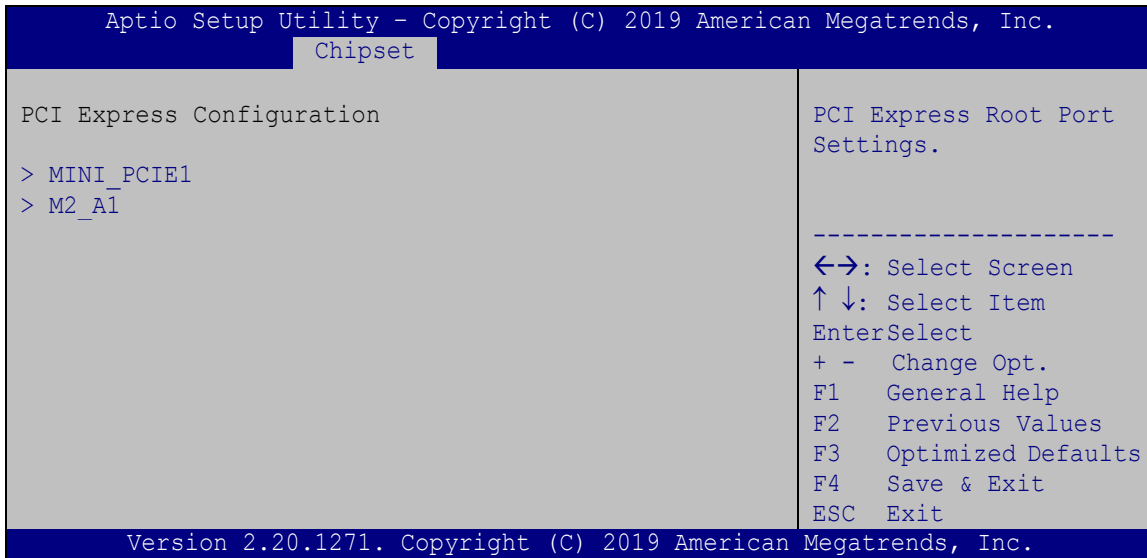 Aptio Setup Utility – Copyright (C) 2019 American Megatrends, Inc.
Chipset
PCI Express Configuration
> MINI_PCIE1
> M2_A1
PCI Express Root Port
Settings.
---------------------
←→: Select Screen
↑ ↓: Select Item
EnterSelect
+ - Change Opt.
F1 General Help
F2 Previous Values
F3 Optimized Defaults
F4 Save & Exit
ESC Exit
Version 2.20.1271. Copyright (C) 2019 American Megatrends, Inc.